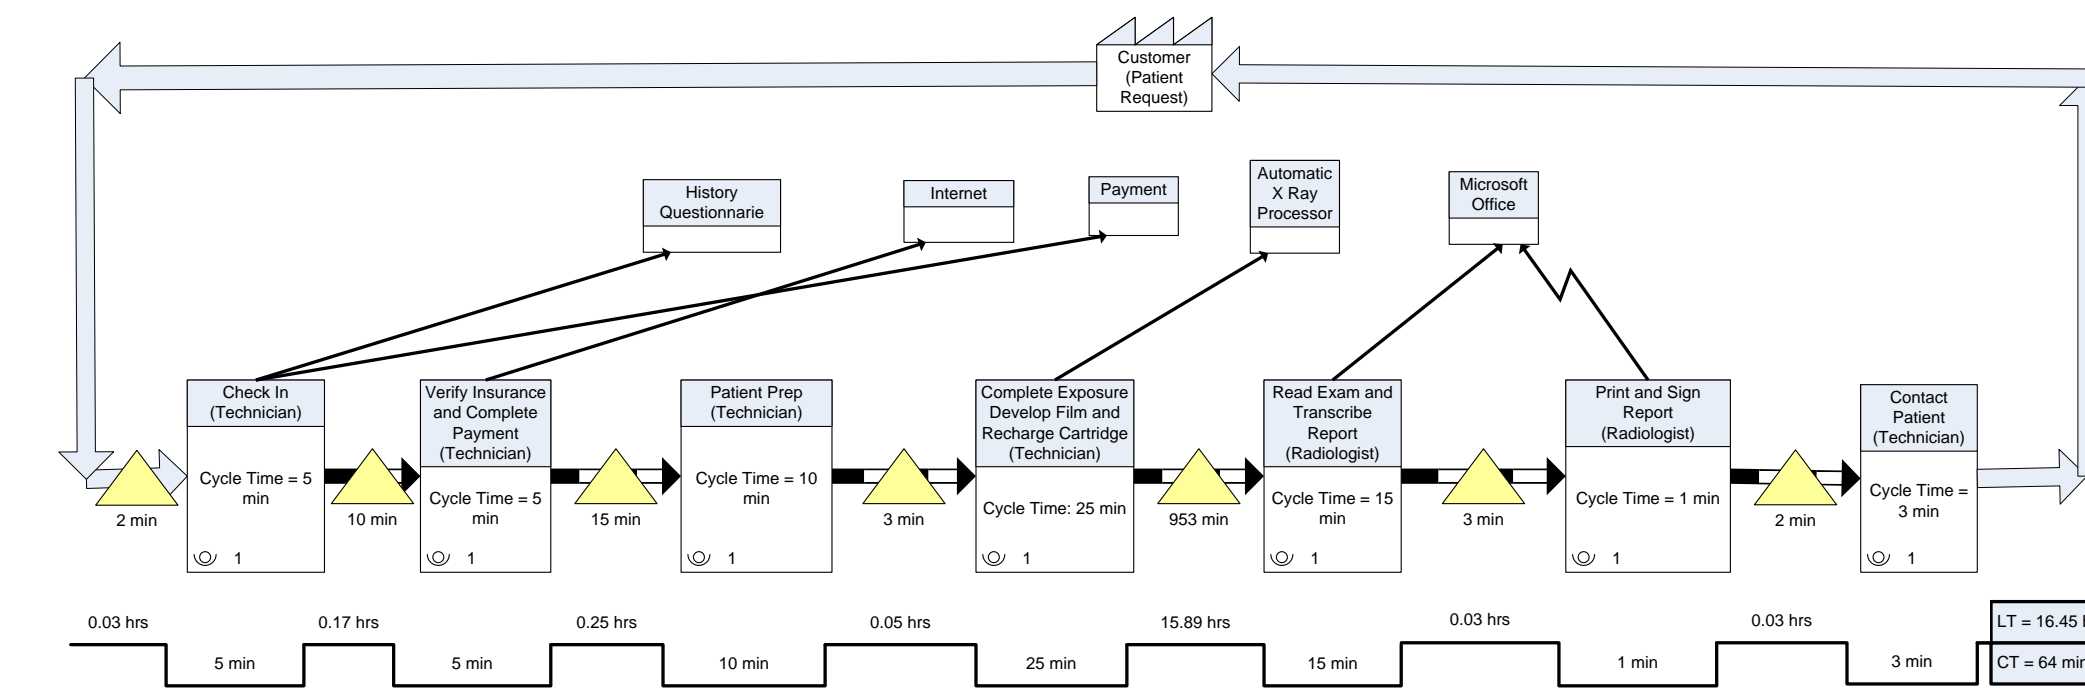 Customer
(Patient
Request)
History
Questionnarie
Internet
Payment
Automatic
X Ray
Processor
Microsoft
Office
Check In
(Technician)
Cycle Time = 5
min
1
Verify Insurance
and Complete
Payment
(Technician)
Cycle Time = 5
min
1
Patient Prep
(Technician)
Cycle Time = 10
min
1
Complete Exposure
Develop Film and
Recharge Cartridge
(Technician)
Cycle Time: 25 min
1
Read Exam and
Transcribe
Report
(Radiologist)
Cycle Time = 15
min
1
Print and Sign
Report
(Radiologist)
Cycle Time = 1 min
1
Contact
Patient
(Technician)
Cycle Time =
3 min
1
2 min
10 min
15 min
3 min
953 min
3 min
2 min
0.03 hrs
0.17 hrs
0.25 hrs
0.05 hrs
15.89 hrs
0.03 hrs
0.03 hrs
LT = 16.45
5 min
5 min
10 min
25 min
15 min
1 min
3 min
CT = 64 min